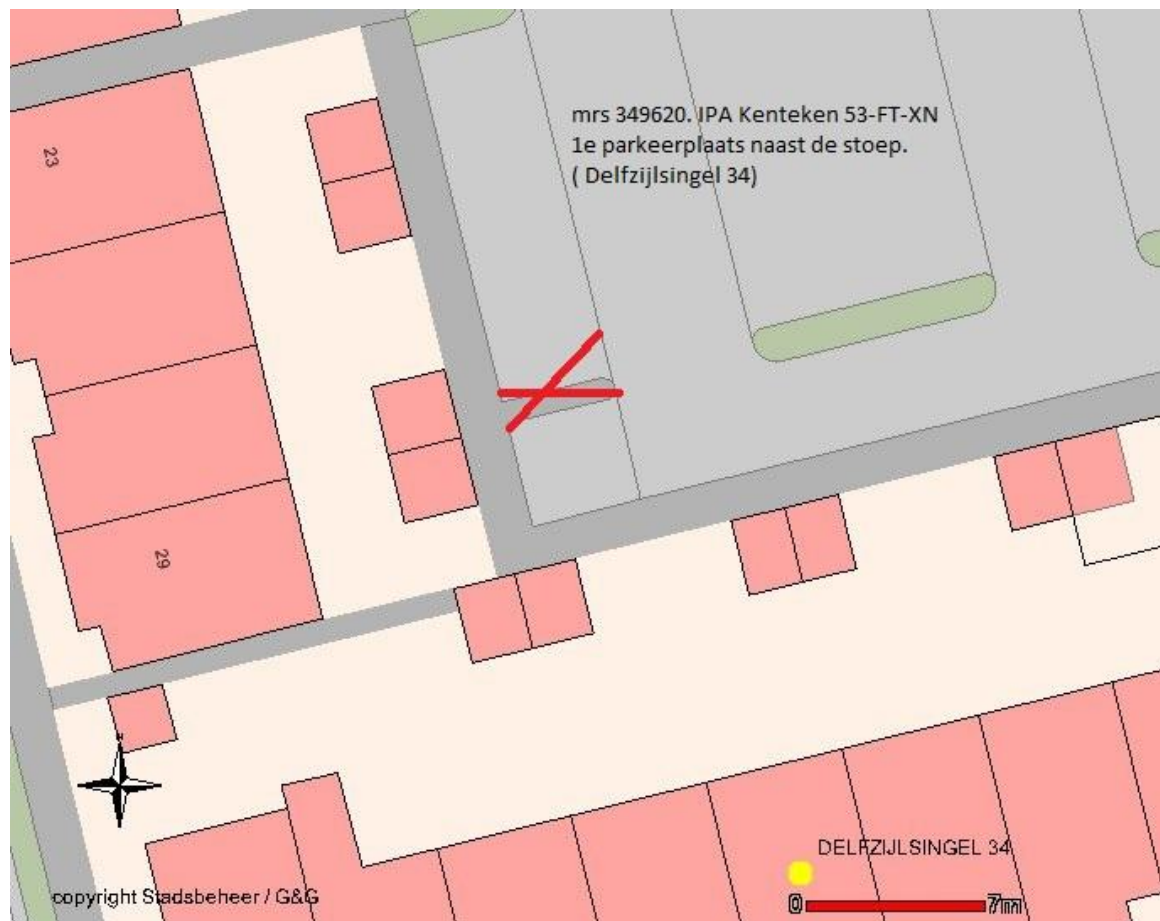 mrs 349620. IPA Kenteken 53-FT-XN
1e parkeerplaats naast de stoep.
( Delfzijlsingel 34)
23
29
DELFZIJLSINGEL 34
copyright Stadsbeheer / G&G
0 7m